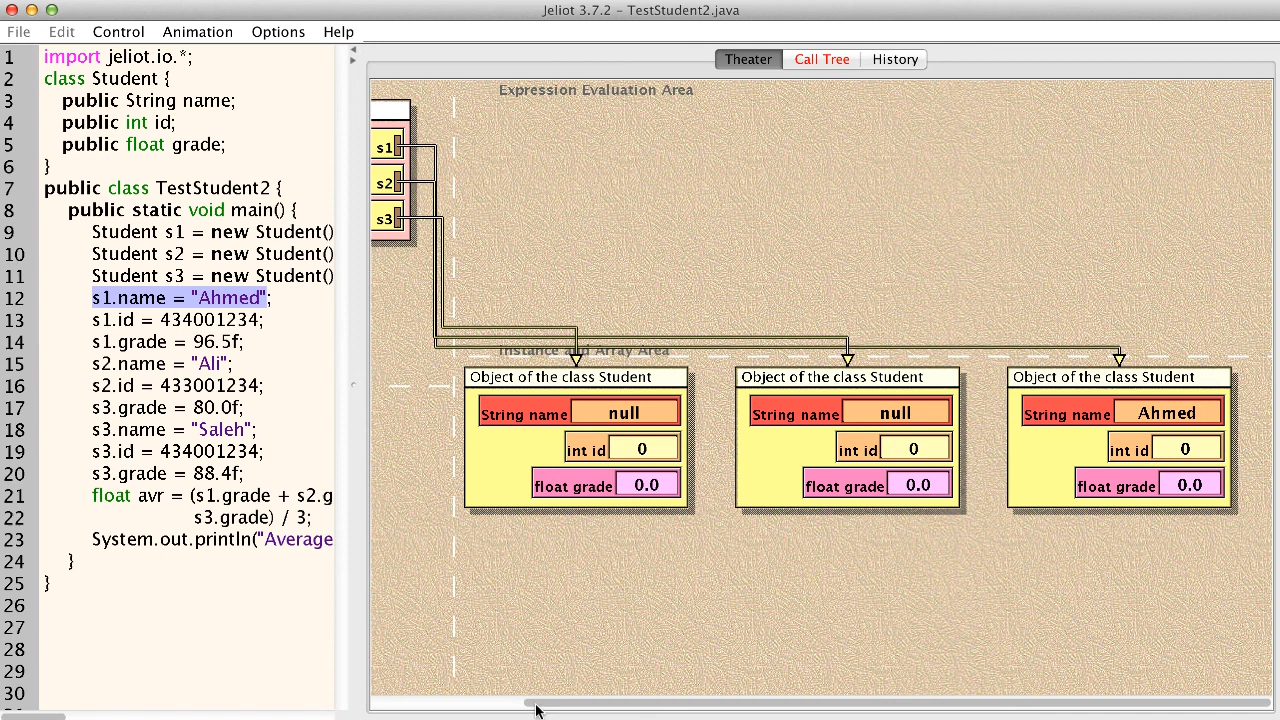 Jeliot 3.7.2 – TestStudent2.java
File Edit Control Animation Options Help
1 import jeliot.io.*;
2 class Student {
3 public String name;
4 public int id;
5 public float grade;
6 }
7 public class TestStudent2 {
8 public static void main() {
9 Student s1 = new Student()
10 Student s2 = new Student()
11 Student s3 = new Student()
12 s1.name = "Ahmed";
13 s1.id = 434001234;
14 s1.grade = 96.5f;
15 s2.name = "Ali";
16 s2.id = 433001234;
17 s3.grade = 80.0f;
18 s3.name = "Saleh";
19 s3.id = 434001234;
20 s3.grade = 88.4f;
21 float avr = (s1.grade + s2.g
22 s3.grade) / 3;
23 System.out.println("Average
24 }
25 }
26
27
28
29
30
Theater Call Tree History
Expression Evaluation Area
s1
s2
s3
Instance and Array Area
Object of the class Student
String name null
int id 0
float grade 0.0
Object of the class Student
String name null
int id 0
float grade 0.0
Object of the class Student
String name Ahmed
int id 0
float grade 0.0